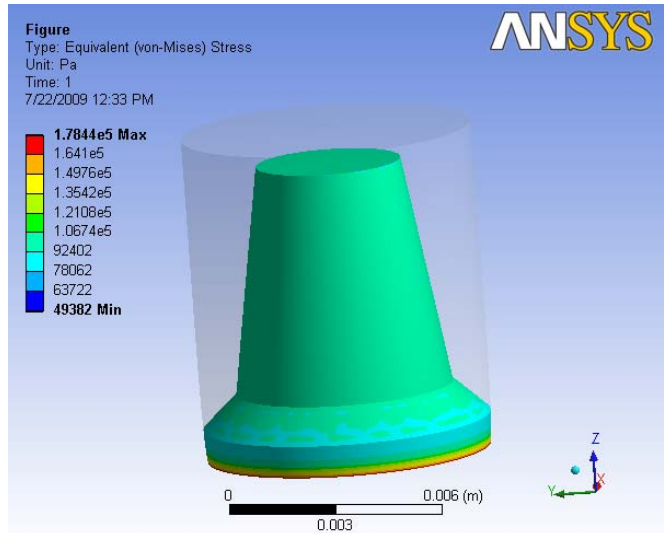 Figure
Type: Equivalent (von-Mises) Stress
Unit: Pa
Time: 1
7/22/2009 12:33 PM
ANSYS
1.7844e5 Max
1.641e5
1.4976e5
1.3542e5
1.2108e5
1.0674e5
92402
78062
63722
49382 Min
Z
Y X
0 0.006 (m)
0.003